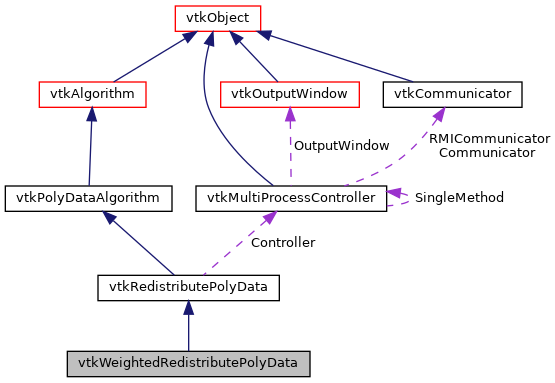 vtkObject
vtkAlgorithm
vtkOutputWindow
vtkCommunicator
OutputWindow
RMICommunicator
Communicator
vtkPolyDataAlgorithm
vtkMultiProcessController
SingleMethod
Controller
vtkRedistributePolyData
vtkWeightedRedistributePolyData